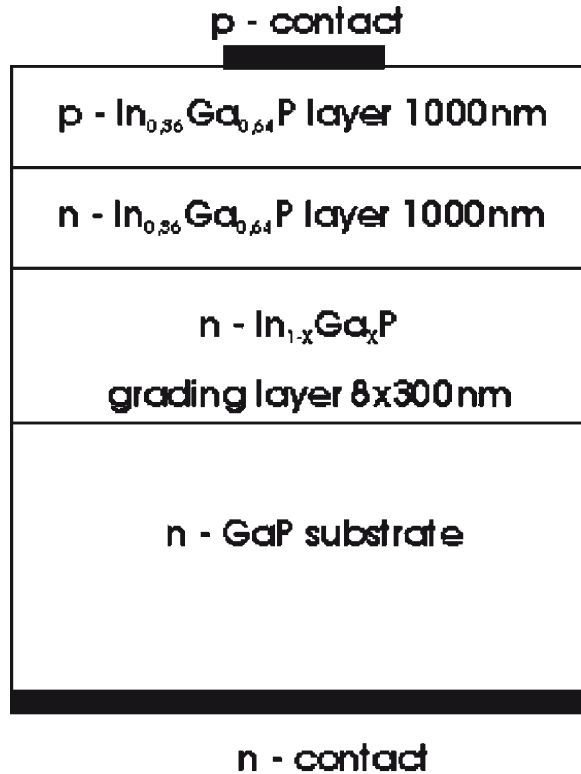 p - contact
p - In0,36Ga0,64P layer 1000nm
n - In0,36Ga0,64P layer 1000nm
n - In1-xGaxP
grading layer 8x300nm
n - GaP substrate
n - contact